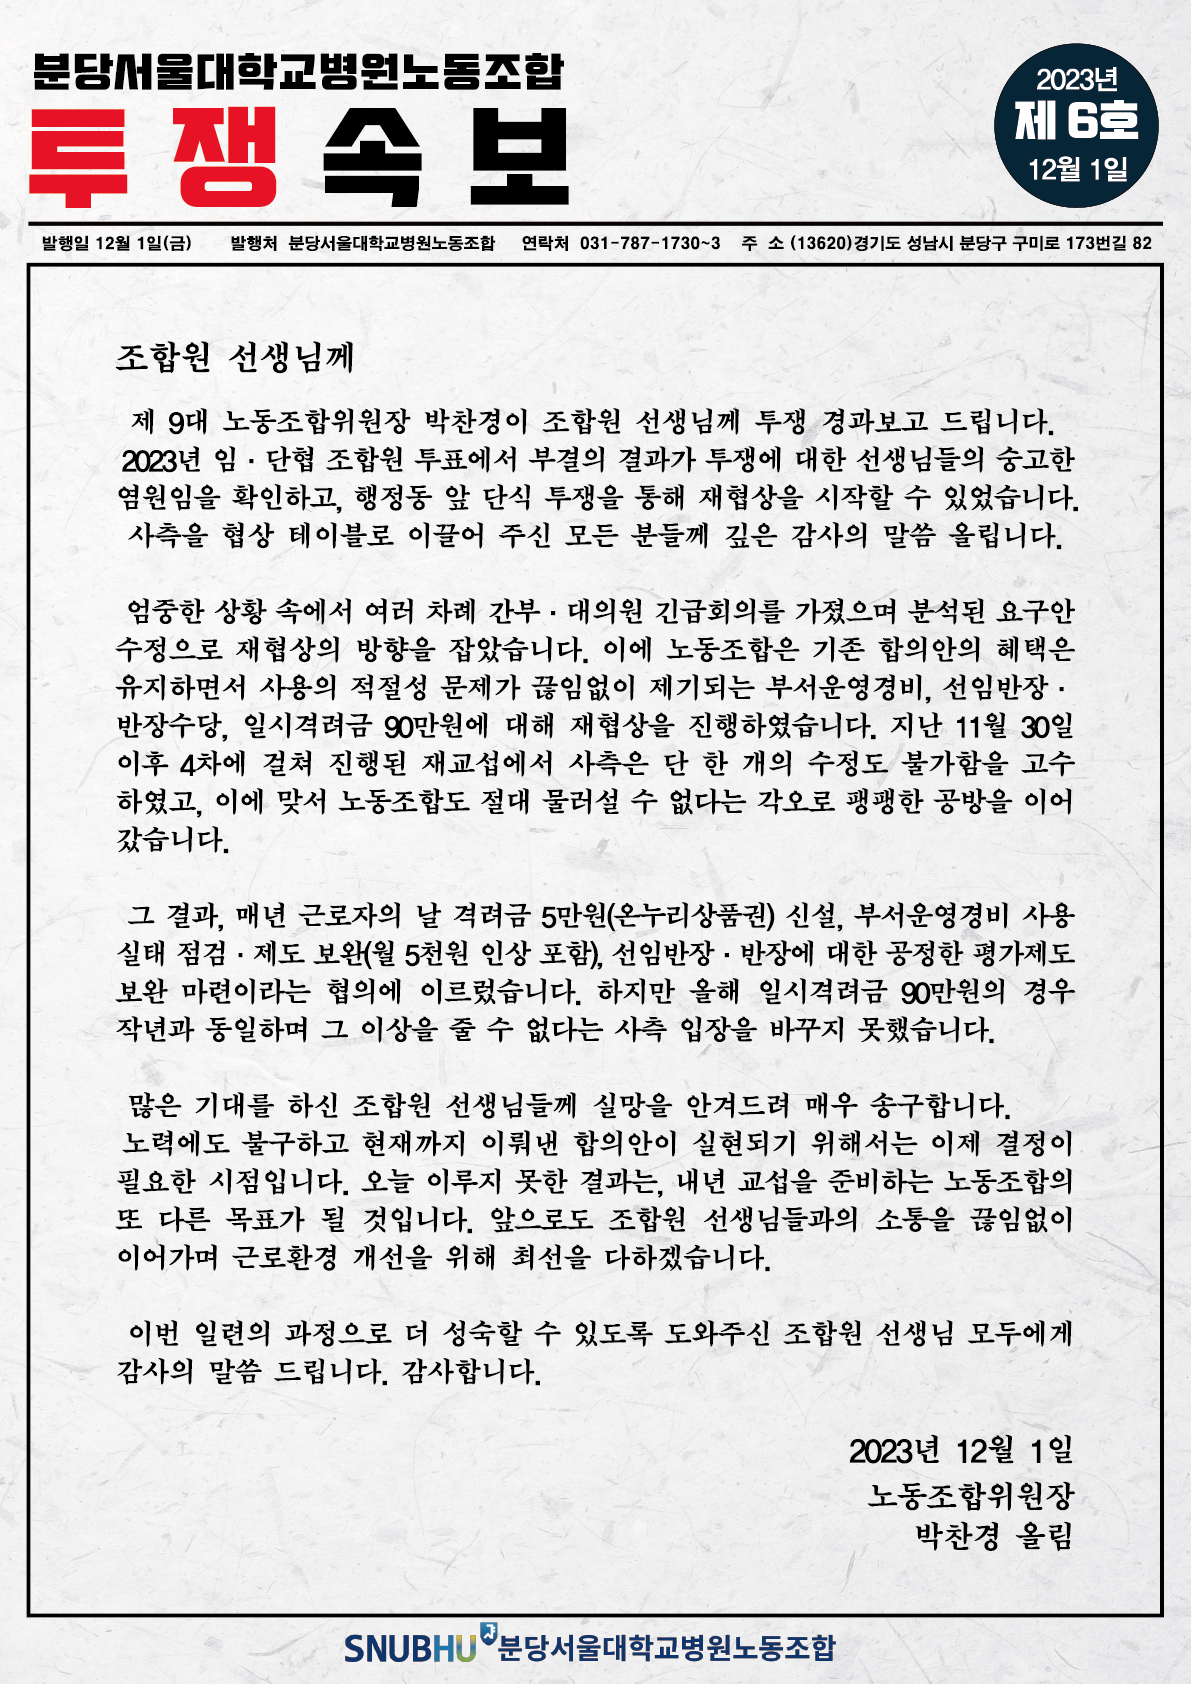 분당서울대학교병원노동조합
투쟁속보
2023년
제 6호
12월 1일
발행일 12월 1일(금) 발행처 분당서울대학교병원노동조합 연락처 031-787-1730~3 주 소 (13620)경기도 성남시 분당구 구미로 173번길 82
조합원 선생님께
제 9대 노동조합위원장 박찬경이 조합원 선생님께 투쟁 경과보고 드립니다.
2023년 임·단협 조합원 투표에서 부결의 결과가 투쟁에 대한 선생님들의 숭고한
염원임을 확인하고, 행정동 앞 단식 투쟁을 통해 재협상을 시작할 수 있었습니다.
사측을 협상 테이블로 이끌어 주신 모든 분들께 깊은 감사의 말씀 올립니다.
엄중한 상황 속에서 여러 차례 간부·대의원 긴급회의를 가졌으며 분석된 요구안
수정으로 재협상의 방향을 잡았습니다. 이에 노동조합은 기존 합의안의 혜택은
유지하면서 사용의 적절성 문제가 끊임없이 제기되는 부서운영경비, 선임반장·
반장수당, 일시격려금 90만원에 대해 재협상을 진행하였습니다. 지난 11월 30일
이후 4차에 걸쳐 진행된 재교섭에서 사측은 단 한 개의 수정도 불가함을 고수
하였고, 이에 맞서 노동조합도 절대 물러설 수 없다는 각오로 팽팽한 공방을 이어
갔습니다.
그 결과, 매년 근로자의 날 격려금 5만원(온누리상품권) 신설, 부서운영경비 사용
실태 점검·제도 보완(월 5천원 인상 포함), 선임반장·반장에 대한 공정한 평가제도
보완 마련이라는 협의에 이르렀습니다. 하지만 올해 일시격려금 90만원의 경우
작년과 동일하며 그 이상을 줄 수 없다는 사측 입장을 바꾸지 못했습니다.
많은 기대를 하신 조합원 선생님들께 실망을 안겨드려 매우 송구합니다.
노력에도 불구하고 현재까지 이뤄낸 합의안이 실현되기 위해서는 이제 결정이
필요한 시점입니다. 오늘 이루지 못한 결과는, 내년 교섭을 준비하는 노동조합의
또 다른 목표가 될 것입니다. 앞으로도 조합원 선생님들과의 소통을 끊임없이
이어가며 근로환경 개선을 위해 최선을 다하겠습니다.
이번 일련의 과정으로 더 성숙할 수 있도록 도와주신 조합원 선생님 모두에게
감사의 말씀 드립니다. 감사합니다.
2023년 12월 1일
노동조합위원장
박찬경 올림
SNUBHU 분당서울대학교병원노동조합